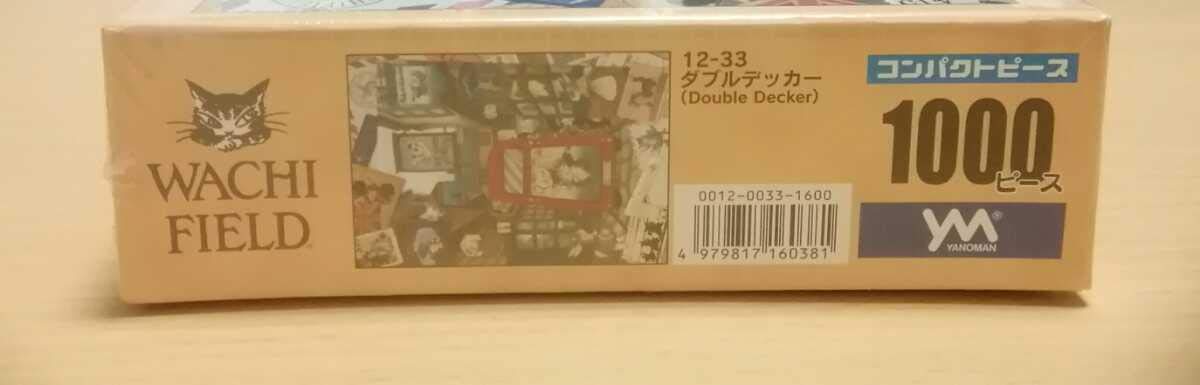 WACHI
FIELD
12-33
ダブルデッカー
(Double Decker)
0012-0033-1600
4 979817 160381
コンパクトピース
1000
ピース
YM®
YANOMAN